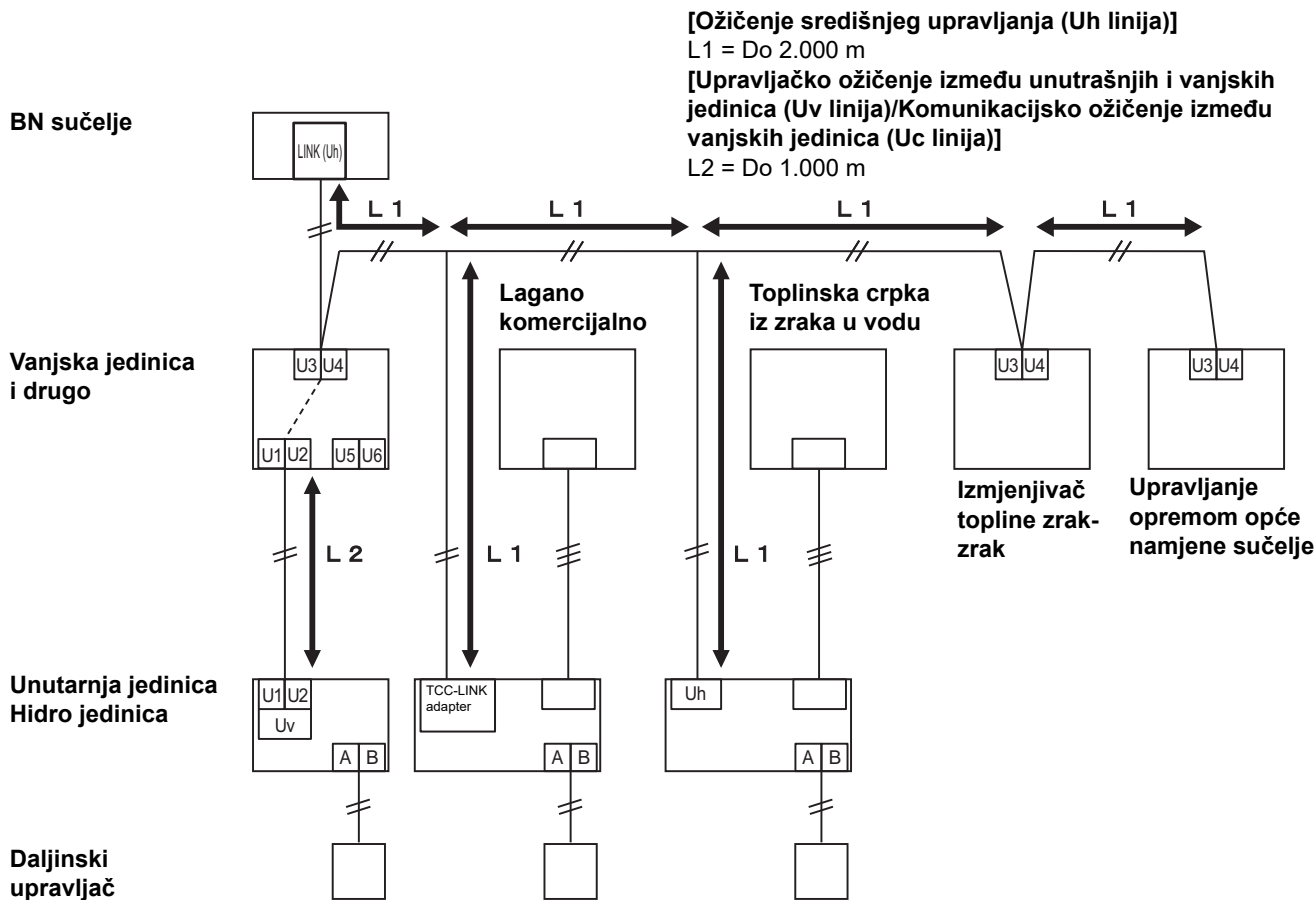 [Ožičenje središnjeg upravljanja (Uh linija)]
L1 = Do 2.000 m
[Upravljačko ožičenje između unutrašnjih i vanjskih
jedinica (Uv linija)/Komunikacijsko ožičenje između
vanjskih jedinica (Uc linija)]
L2 = Do 1.000 m
BN sučelje
LINK (Uh)
L 1
L 1
L 1
L 1
Lagano
komercijalno
Toplinska crpka
iz zraka u vodu
Vanjska jedinica
i drugo
U3 U4
U3 U4
U3 U4
U1 U2
U5 U6
Izmjenjivač
topline zrak-
zrak
Upravljanje
opremom opće
namjene sučelje
L 2
L 1
L 1
Unutarnja jedinica
Hidro jedinica
U1 U2
Uv
TCC-LINK
adapter
Uh
A B
A B
A B
Daljinski
upravljač